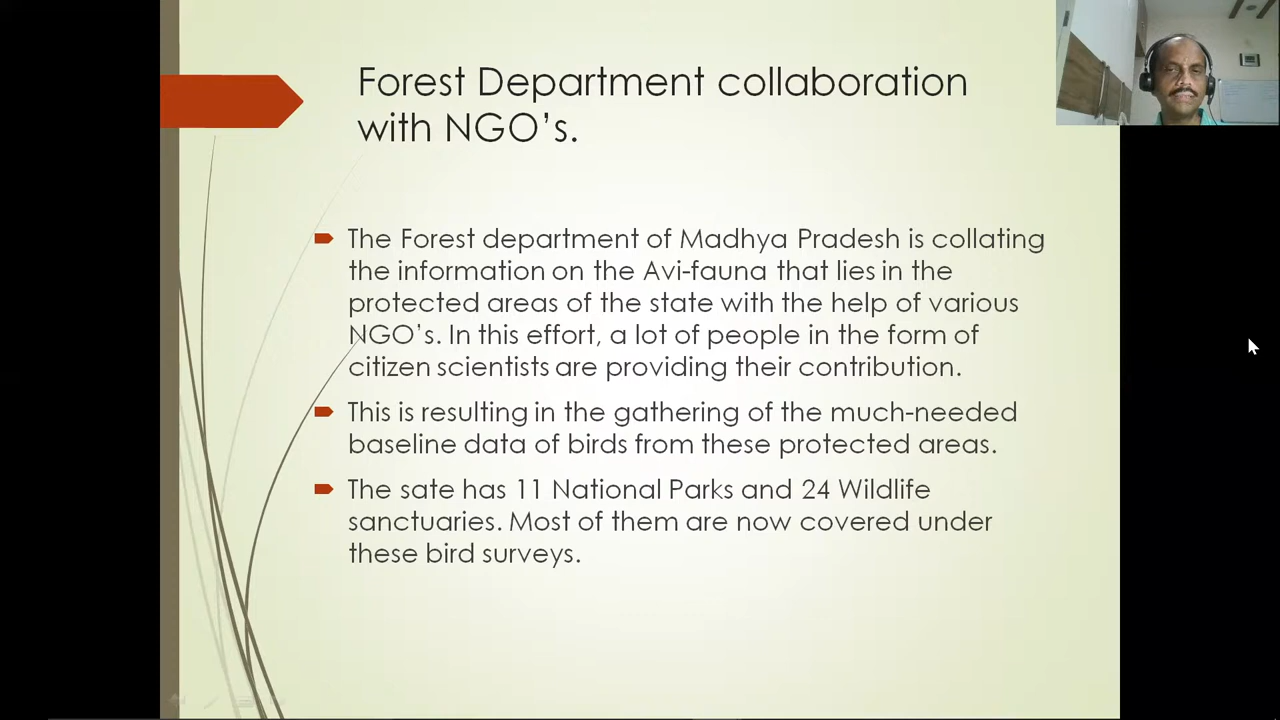 Forest Department collaboration
with NGO's.
The Forest department of Madhya Pradesh is collating
the information on the Avi-fauna that lies in the
protected areas of the state with the help of various
NGO's. In this effort, a lot of people in the form of
citizen scientists are providing their contribution.
This is resulting in the gathering of the much-needed
baseline data of birds from these protected areas.
The sate has 11 National Parks and 24 Wildlife
sanctuaries. Most of them are now covered under
these bird surveys.